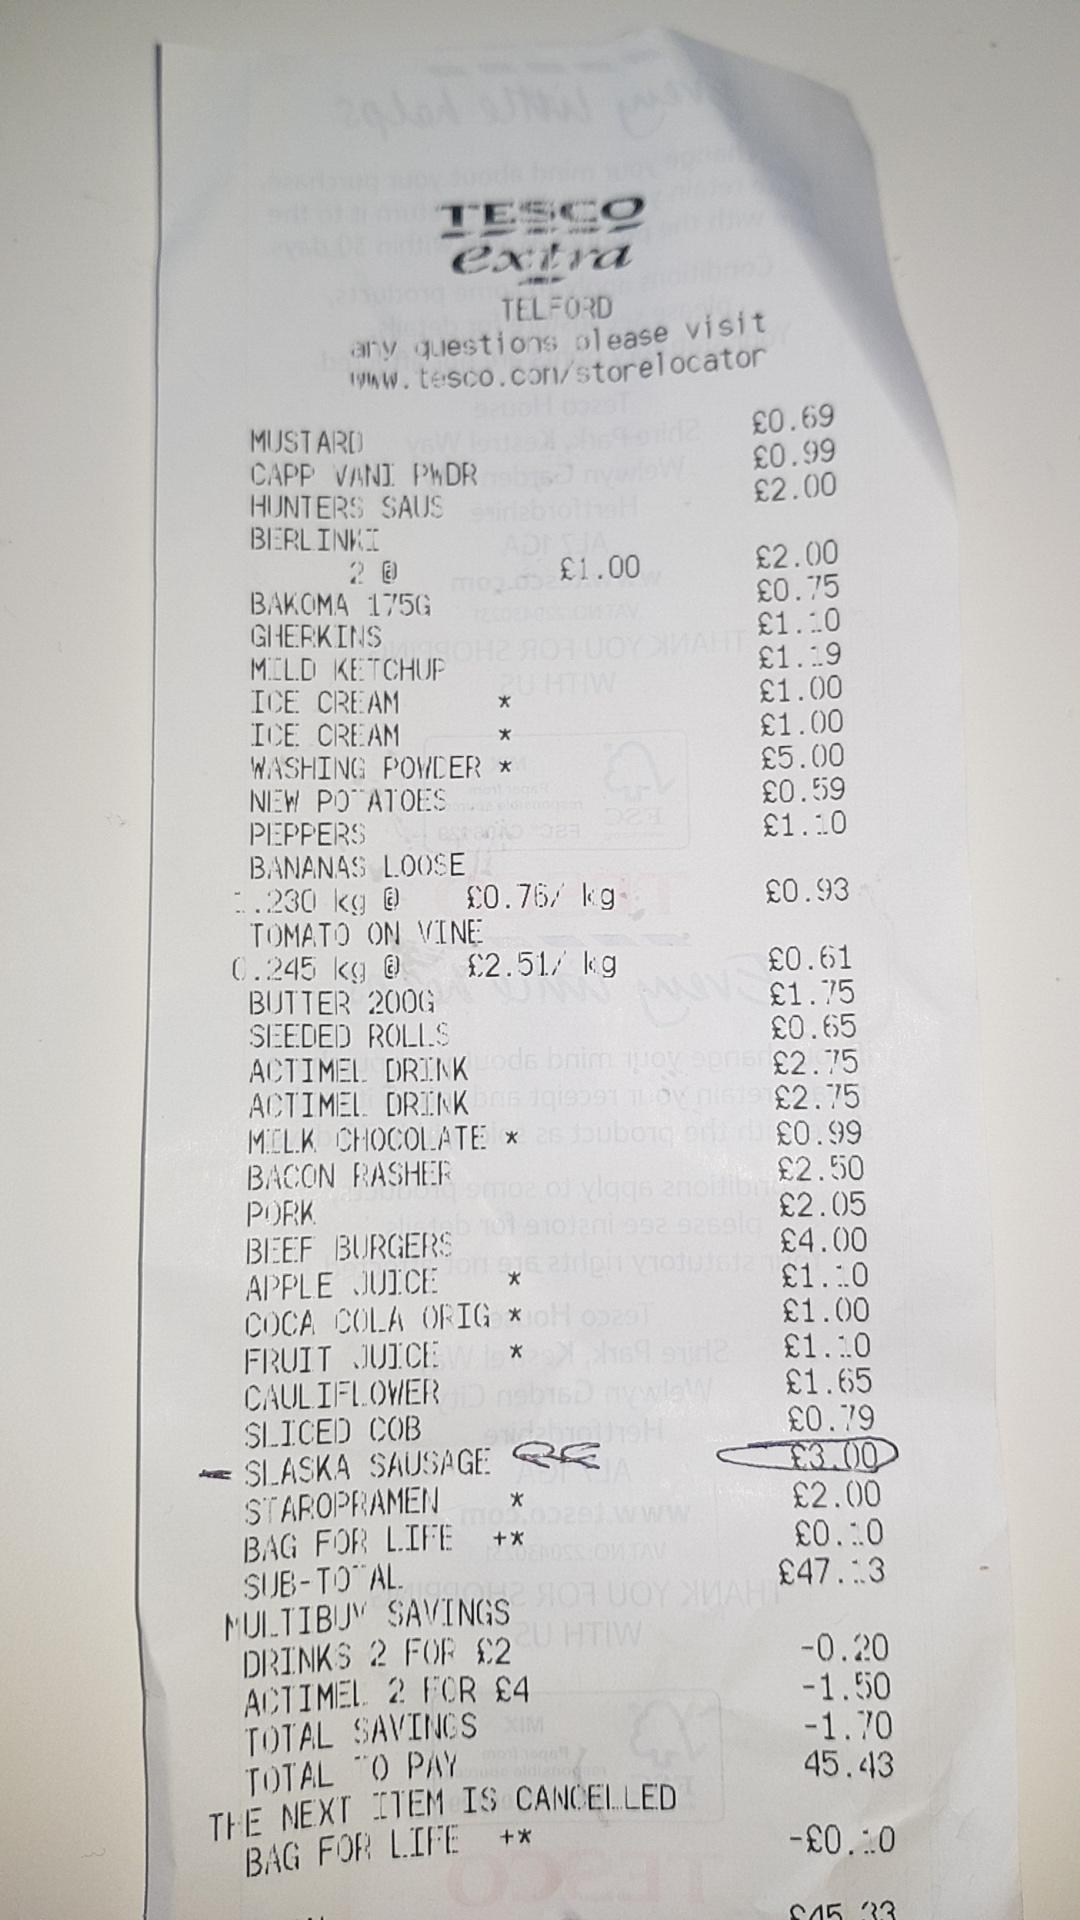 TESCO
extra
TELFORD
any questions please visit
www.tesco.com/storelocator
MUSTARD £0.69
CAPP VANI PWDR £0.99
HUNTERS SAUS £2.00
BERLINKI
2 @ £1.00 £2.00
BAKOMA 175G £0.75
GHERKINS £1.10
MILD KETCHUP £1.19
ICE CREAM * £1.00
ICE CREAM * £1.00
WASHING POWDER * £5.00
NEW POTATOES £0.59
PEPPERS £1.10
BANANAS LOOSE
1.230 kg @ £0.76/ kg £0.93
TOMATO ON VINE
0.245 kg @ £2.51/ kg £0.61
BUTTER 200G £1.75
SEEDED ROLLS £0.65
ACTIMEL DRINK £2.75
ACTIMEL DRINK £2.75
MILK CHOCOLATE * £0.99
BACON RASHER £2.50
PORK £2.05
BEEF BURGERS £4.00
APPLE JUICE * £1.10
COCA COLA ORIG * £1.00
FRUIT JUICE * £1.10
CAULIFLOWER £1.65
SLICED COB £0.79
SLASKA SAUSAGE £3.00
STAROPRAMEN * £2.00
BAG FOR LIFE +* £0.10
SUB-TOTAL £47.13
MULTIBUY SAVINGS
DRINKS 2 FOR £2 -0.20
ACTIMEL 2 FOR £4 -1.50
TOTAL SAVINGS -1.70
TOTAL TO PAY 45.43
THE NEXT ITEM IS CANCELLED
BAG FOR LIFE +* -£0.10
£45.33